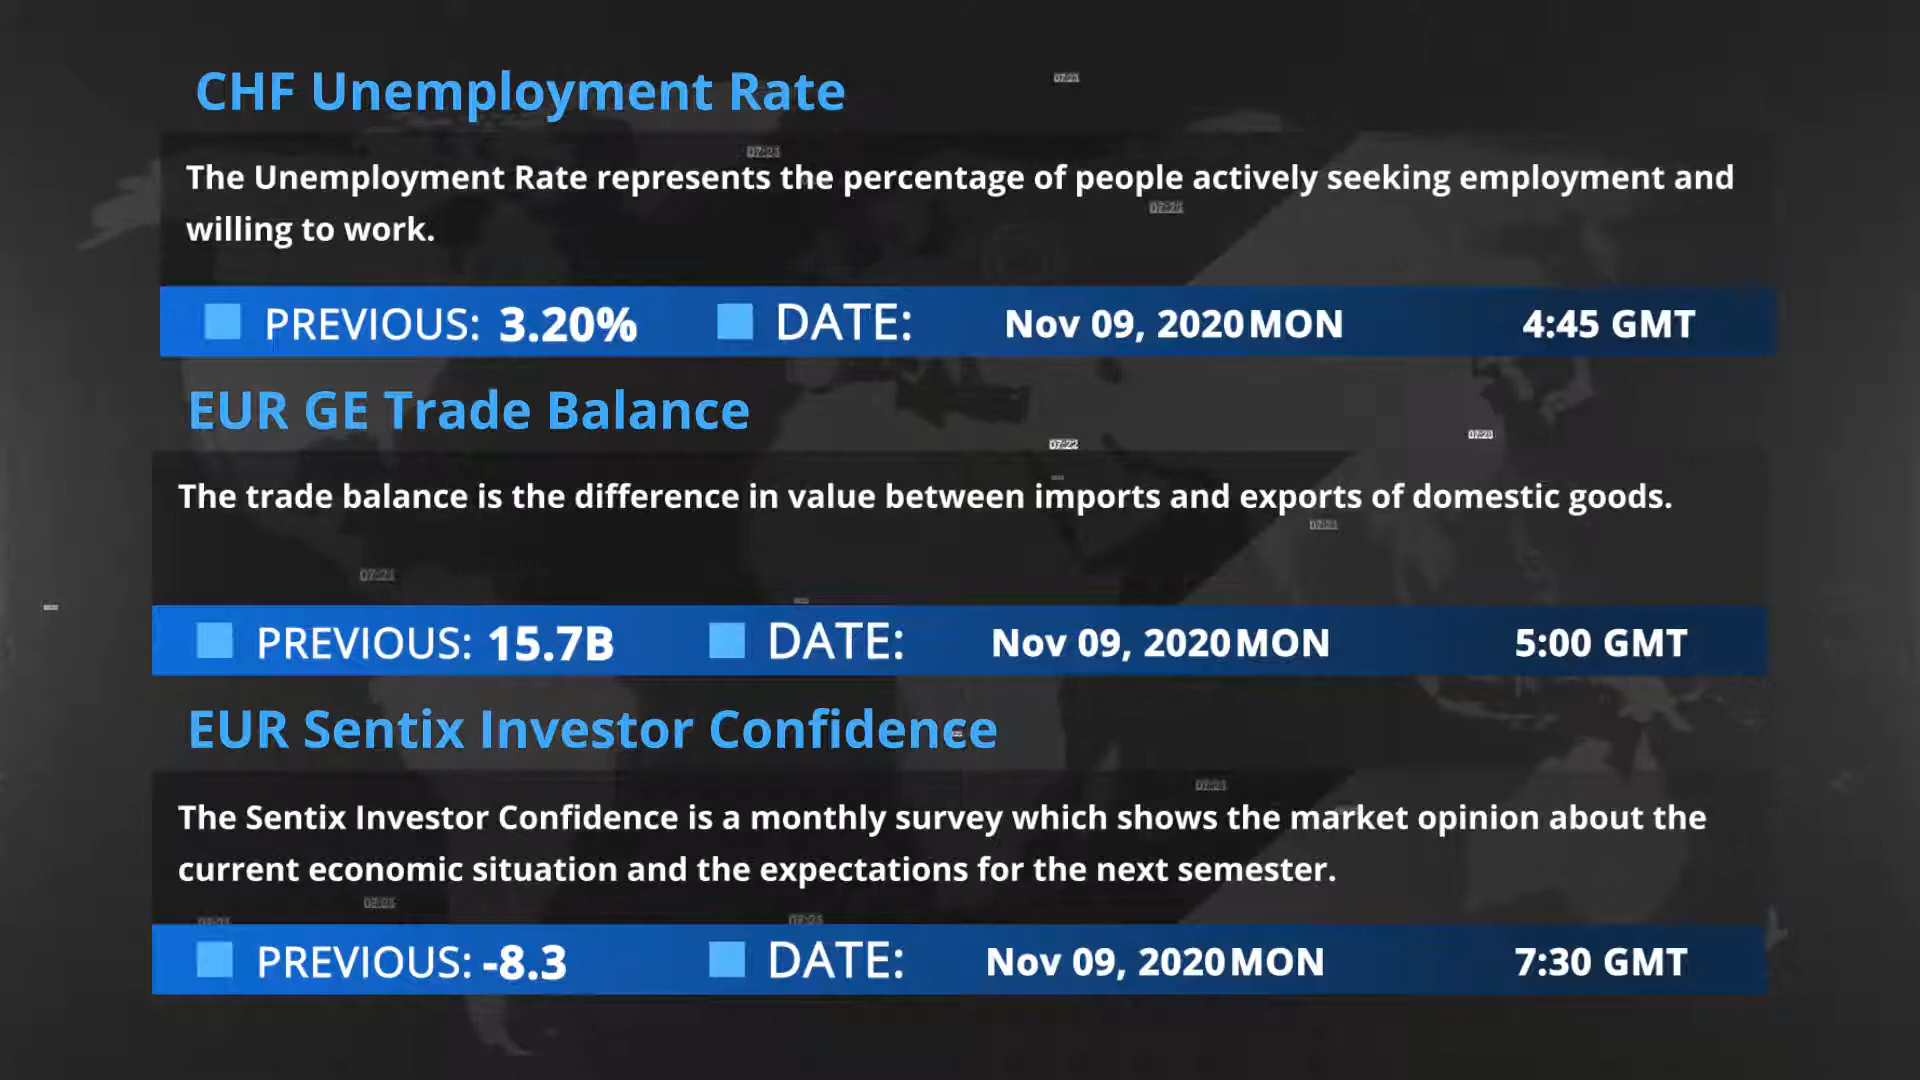 CHF Unemployment Rate
The Unemployment Rate represents the percentage of people actively seeking employment and
willing to work.
PREVIOUS: 3.20% DATE: Nov 09, 2020 MON 4:45 GMT
EUR GE Trade Balance
07:22
The trade balance is the difference in value between imports and exports of domestic goods.
PREVIOUS: 15.7B DATE: Nov 09, 2020 MON 5:00 GMT
EUR Sentix Investor Confidence
The Sentix Investor Confidence is a monthly survey which shows the market opinion about the
current economic situation and the expectations for the next semester.
PREVIOUS: -8.3 DATE: Nov 09, 2020 MON 7:30 GMT